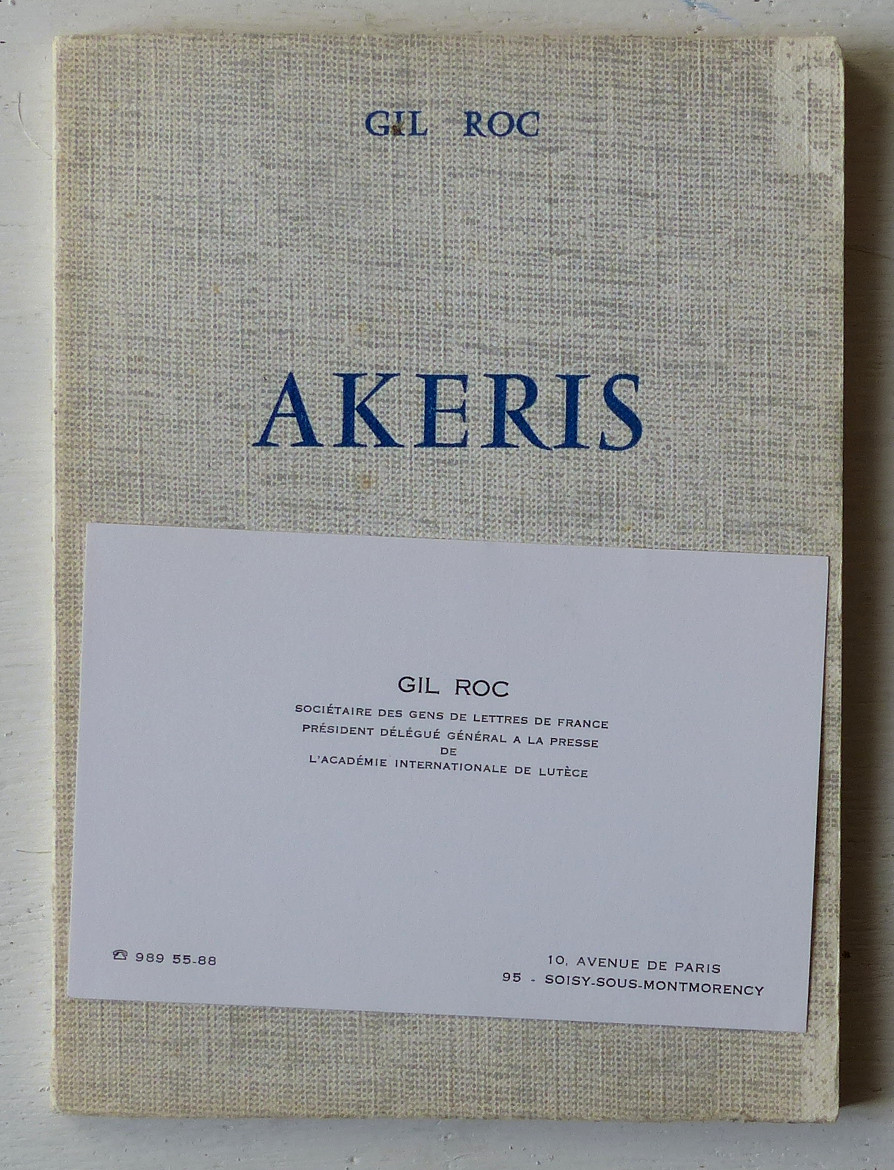 GIL ROC
AKERIS
GIL ROC
SOCIÉTAIRE DES GENS DE LETTRES DE FRANCE
PRÉSIDENT DÉLÉGUÉ GÉNÉRAL A LA PRESSE
DE
L'ACADÉMIE INTERNATIONALE DE LUTÈCE
☎ 989 55-88
10, AVENUE DE PARIS
95 - SOISY-SOUS-MONTMORENCY